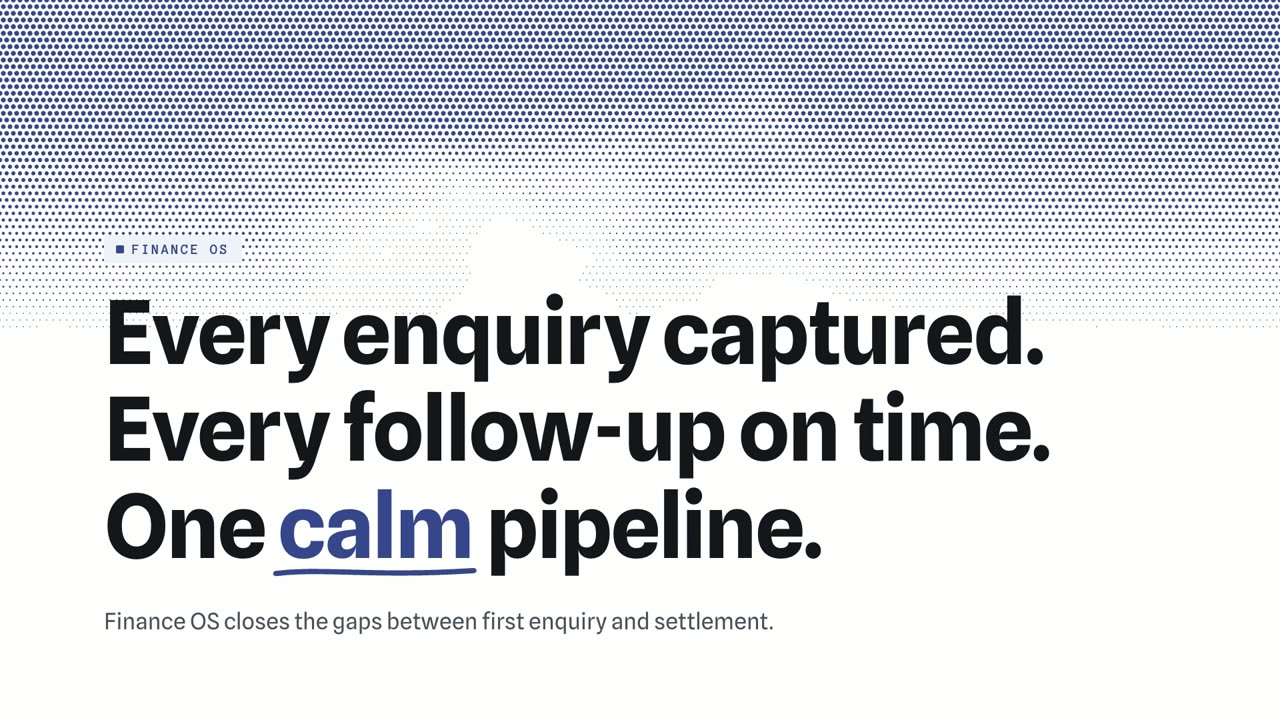 FINANCE OS
Every enquiry captured.
Every follow-up on time.
One calm pipeline.
Finance OS closes the gaps between first enquiry and settlement.